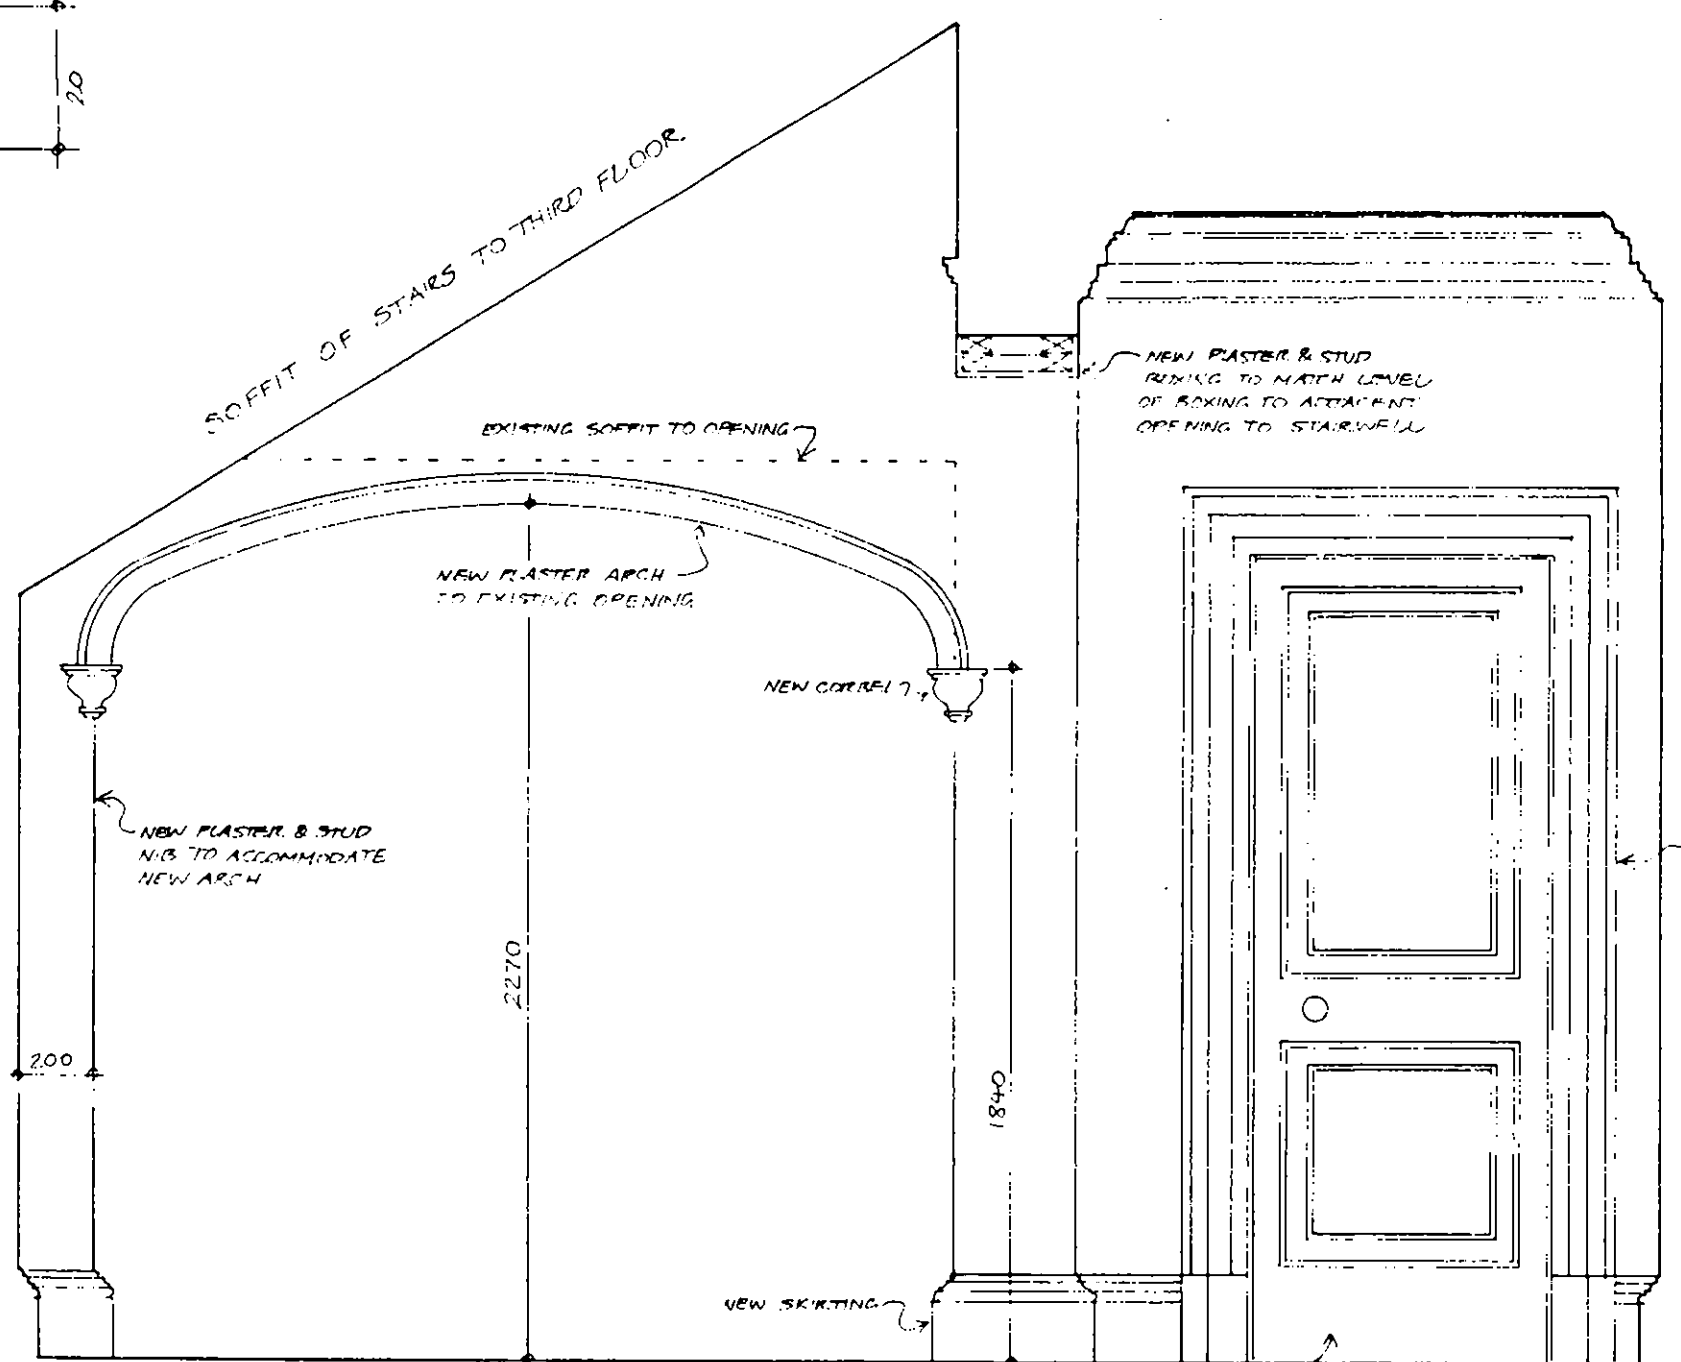 20
SOFFIT OF STAIRS TO THIRD FLOOR
NEW PLASTER & STUD
BOXING TO MATCH LEVEL
OF BOXING TO ADJACENT
OPENING TO STAIRWELL
EXISTING SOFFIT TO OPENING
NEW PLASTER ARCH
TO EXISTING OPENING
NEW CORBEL
NEW PLASTER & STUD
NIB TO ACCOMMODATE
NEW ARCH
2270
200
1840
NEW SKIRTING